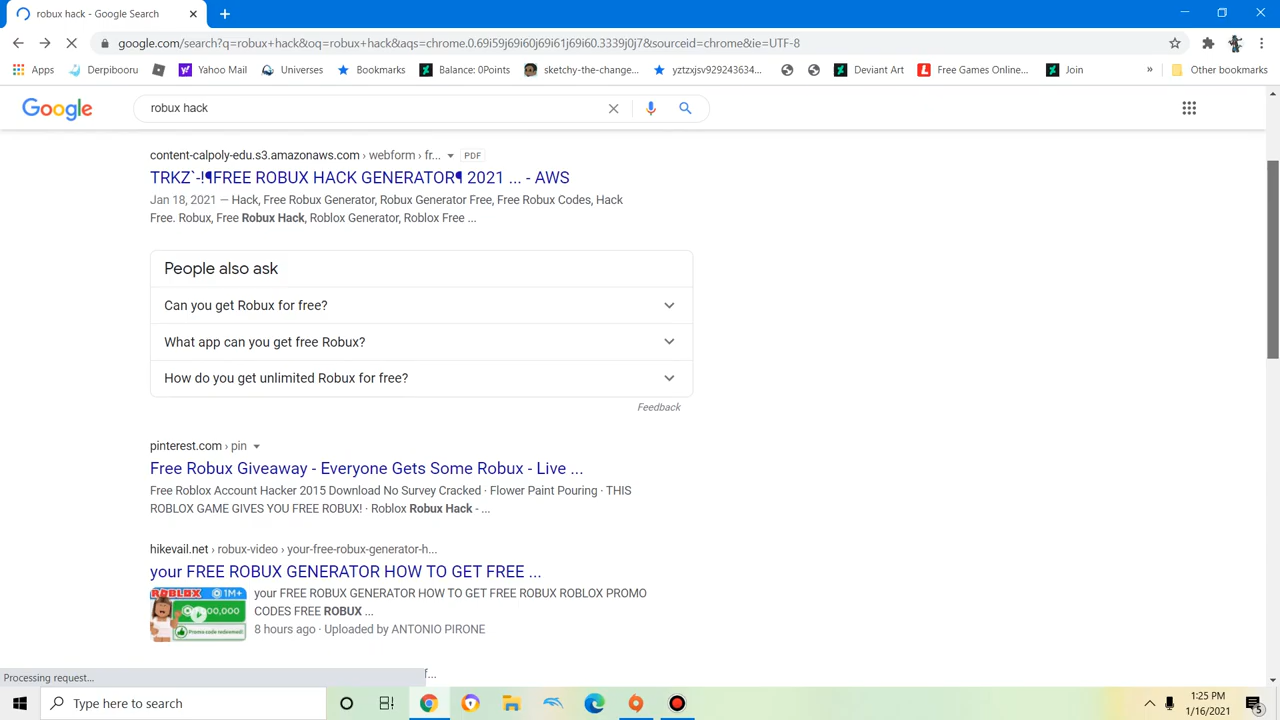 robux hack - Google Search
google.com/search?q=robux+hack&oq=robux+hack&aqs=chrome.0.69i59j69i60j69i61j69i60.3339j0j7&sourceid=chrome&ie=UTF-8
Apps Derpibooru Yahoo Mail Universes Bookmarks Balance: 0Points sketchy-the-change... yztzxjsv929243634... Deviant Art Free Games Online... Join » Other bookmarks
Google robux hack
content-calpoly-edu.s3.amazonaws.com › webform › fr... PDF
TRKZ`-!¶FREE ROBUX HACK GENERATOR¶ 2021 ... - AWS
Jan 18, 2021 — Hack, Free Robux Generator, Robux Generator Free, Free Robux Codes, Hack
Free. Robux, Free Robux Hack, Roblox Generator, Roblox Free ...
People also ask
Can you get Robux for free?
What app can you get free Robux?
How do you get unlimited Robux for free?
Feedback
pinterest.com › pin
Free Robux Giveaway - Everyone Gets Some Robux - Live ...
Free Roblox Account Hacker 2015 Download No Survey Cracked · Flower Paint Pouring · THIS
ROBLOX GAME GIVES YOU FREE ROBUX! · Roblox Robux Hack - ...
hikevail.net › robux-video › your-free-robux-generator-h...
your FREE ROBUX GENERATOR HOW TO GET FREE ...
ROBLOX 1M+
your FREE ROBUX GENERATOR HOW TO GET FREE ROBUX ROBLOX PROMO
CODES FREE ROBUX ...
8 hours ago · Uploaded by ANTONIO PIRONE
Processing request...
Type here to search
1:25 PM
1/16/2021
5